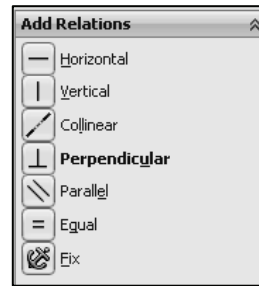 Add Relations
Horizontal
Vertical
Collinear
Perpendicular
Parallel
Equal
Fix